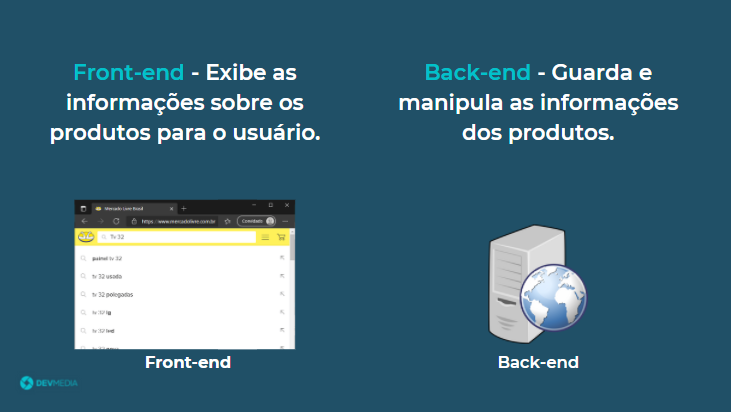 Front-end - Exibe as
informações sobre os
produtos para o usuário.
Back-end - Guarda e
manipula as informações
dos produtos.
Mercado Livre Brasil
https://www.mercadolivre.com.br
Convidado
Tv 32
painel tv 32
tv 32 usada
tv 32 polegadas
tv 32 lg
tv 32 led
Front-end
Back-end
DEVMEDIA